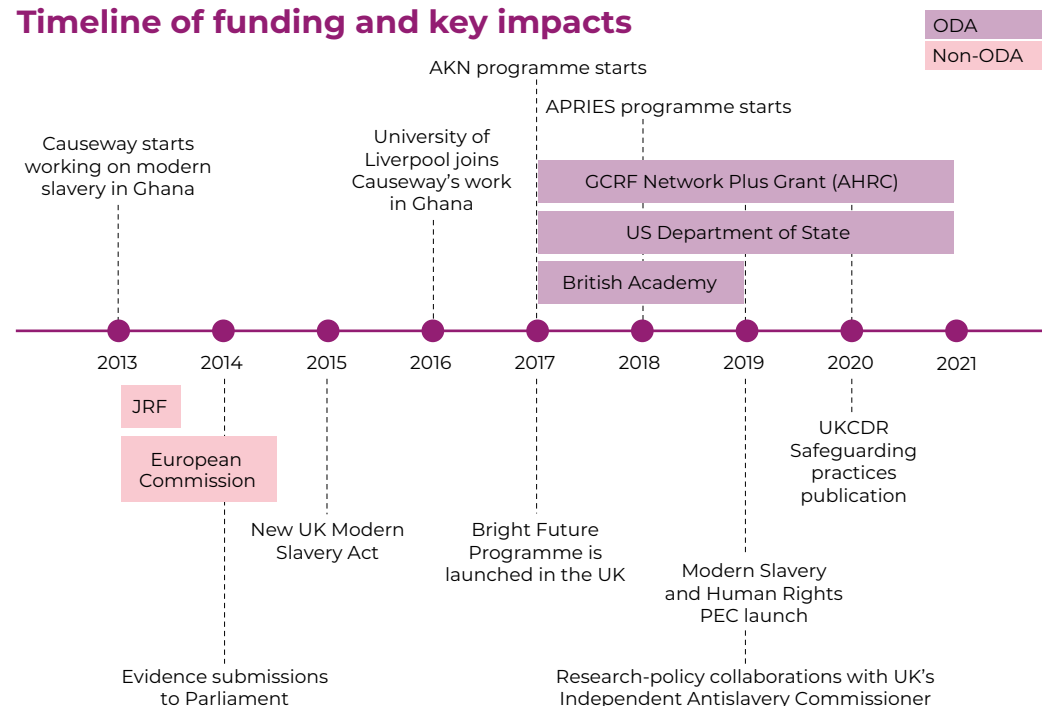 Timeline of funding and key impacts
ODA
Non-ODA
AKN programme starts
APRIES programme starts
Causeway starts
working on modern
slavery in Ghana
University of
Liverpool joins
Causeway's work
in Ghana
GCRF Network Plus Grant (AHRC)
US Department of State
British Academy
2013
2014
2015
2016
2017
2018
2019
2020
2021
JRF
European
Commission
UKCDR
Safeguarding
practices
publication
New UK Modern
Slavery Act
Bright Future
Programme is
launched in the UK
Modern Slavery
and Human Rights
PEC launch
Evidence submissions
to Parliament
Research-policy collaborations with UK's
Independent Antislavery Commissioner